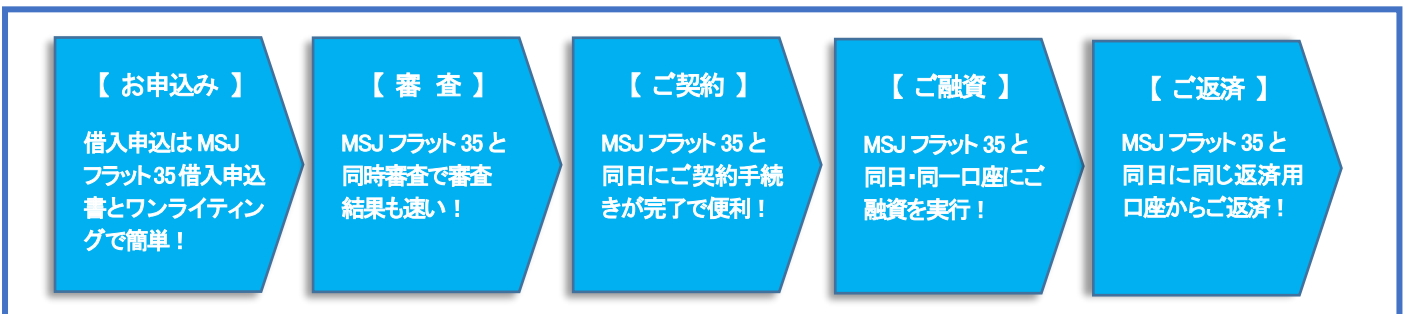 【 お申込み 】
借入申込は MSJ
フラット 35 借入申込
書とワンライティン
グで簡単！
【 審 査 】
MSJ フラット 35 と
同時審査で審査
結果も速い！
【 ご契約 】
MSJ フラット 35 と
同日にご契約手続
きが完了で便利！
【 ご融資 】
MSJ フラット 35 と
同日・同一口座にご
融資を実行！
【 ご返済 】
MSJ フラット 35 と
同日に同じ返済用
口座からご返済！